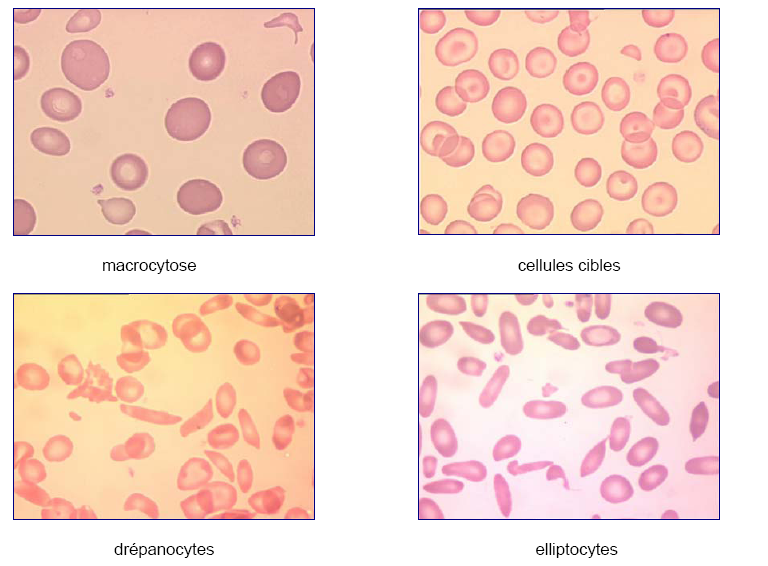 macrocytose
cellules cibles
drépanocytes
elliptocytes